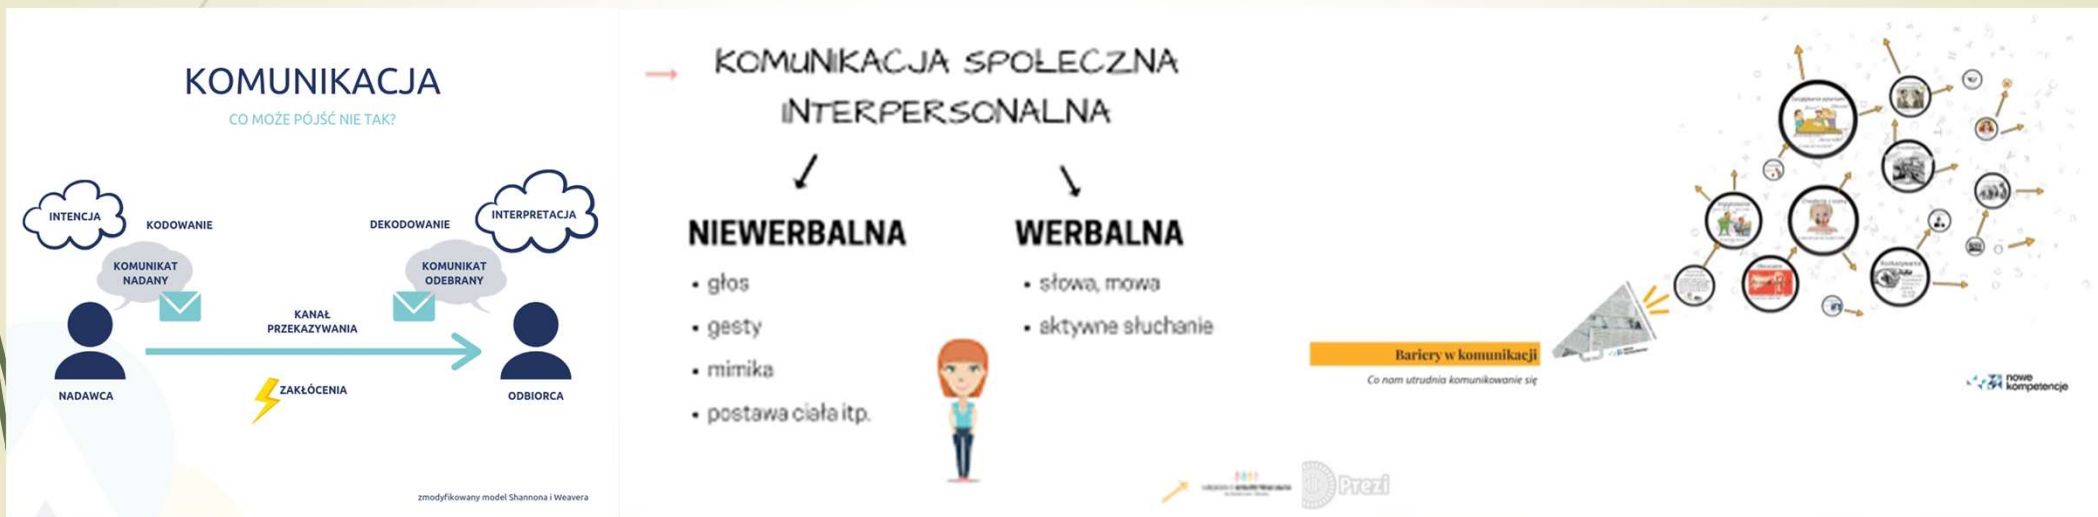 KOMUNIKACJA
CO MOŻE PÓJŚĆ NIE TAK?
INTENCJA
KODOWANIE
DEKODOWANIE
INTERPRETACJA
KOMUNIKAT
NADANY
KOMUNIKAT
ODEBRANY
KANAŁ
PRZEKAZYWANIA
ZAKŁÓCENIA
NADAWCA
ODBIORCA
zmodyfikowany model Shannona i Weavera
KOMUNIKACJA SPOŁECZNA
INTERPERSONALNA
NIEWERBALNA
• głos
• gesty
• mimika
• postawa ciała itp.
WERBALNA
• słowa, mowa
• aktywne słuchanie
Prezi
Bariery w komunikacji
Co nam utrudnia komunikowanie się
nowe
kompetencje